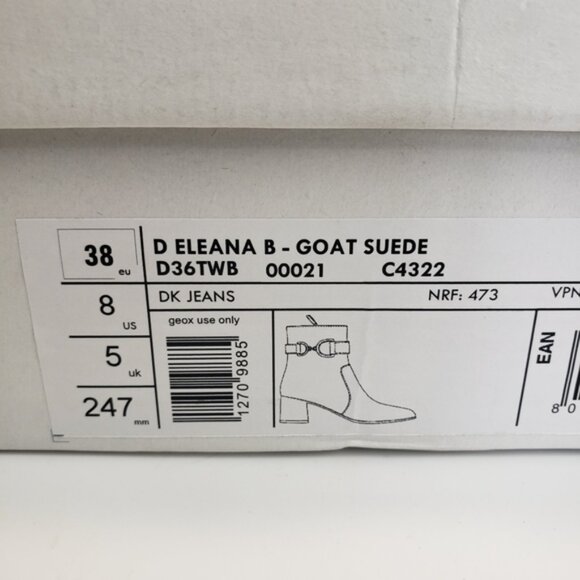 38 eu
D ELEANA B - GOAT SUEDE
D36TWB 00021 C4322
8 US
DK JEANS NRF: 473 VPN
5 uk
geox use only
1270 9885
EAN
247 mm
8 0